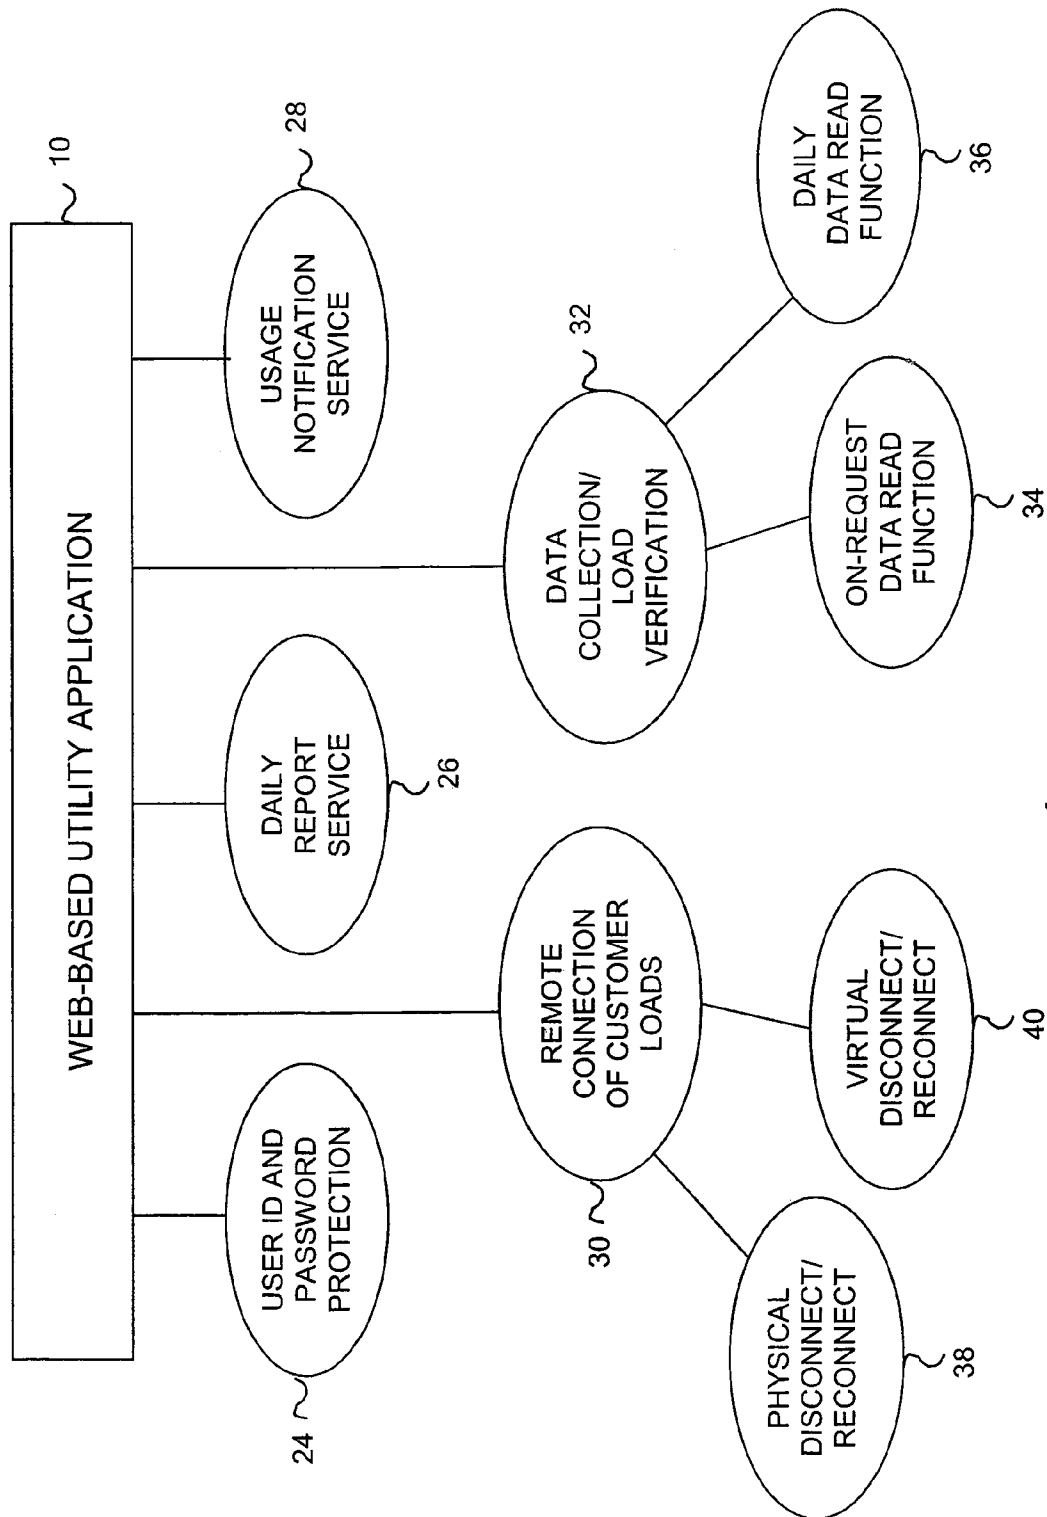 WEB-BASED UTILITY APPLICATION
10
USER ID AND
PASSWORD
PROTECTION
24
DAILY
REPORT
SERVICE
26
USAGE
NOTIFICATION
SERVICE
28
REMOTE
CONNECTION
OF CUSTOMER
LOADS
30
DATA
COLLECTION/
LOAD
VERIFICATION
32
PHYSICAL
DISCONNECT/
RECONNECT
38
VIRTUAL
DISCONNECT/
RECONNECT
40
ON-REQUEST
DATA READ
FUNCTION
34
DAILY
DATA READ
FUNCTION
36